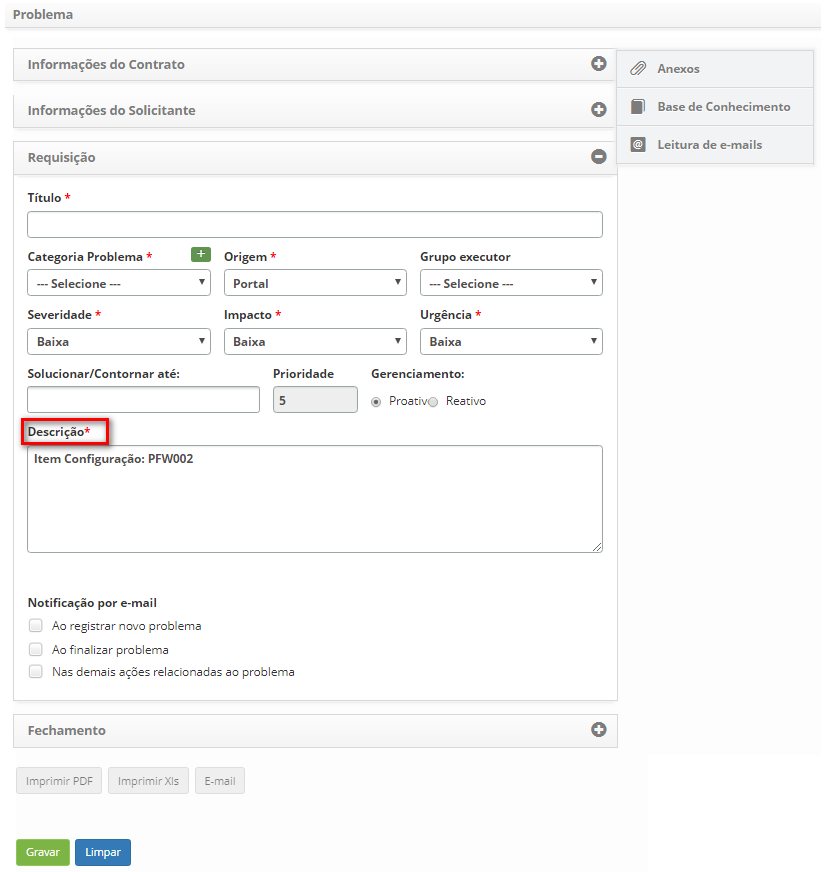 Problema
Informações do Contrato
Anexos
Base de Conhecimento
Leitura de e-mails
Informações do Solicitante
Requisição
Título *
Categoria Problema * + Origem * Grupo executor
--- Selecione --- Portal --- Selecione ---
Severidade * Impacto * Urgência *
Baixa Baixa Baixa
Solucionar/Contornar até: Prioridade Gerenciamento:
5 Proativo Reativo
Descrição*
Item Configuração: PFW002
Notificação por e-mail
Ao registrar novo problema
Ao finalizar problema
Nas demais ações relacionadas ao problema
Fechamento
Imprimir PDF Imprimir Xls E-mail
Gravar Limpar